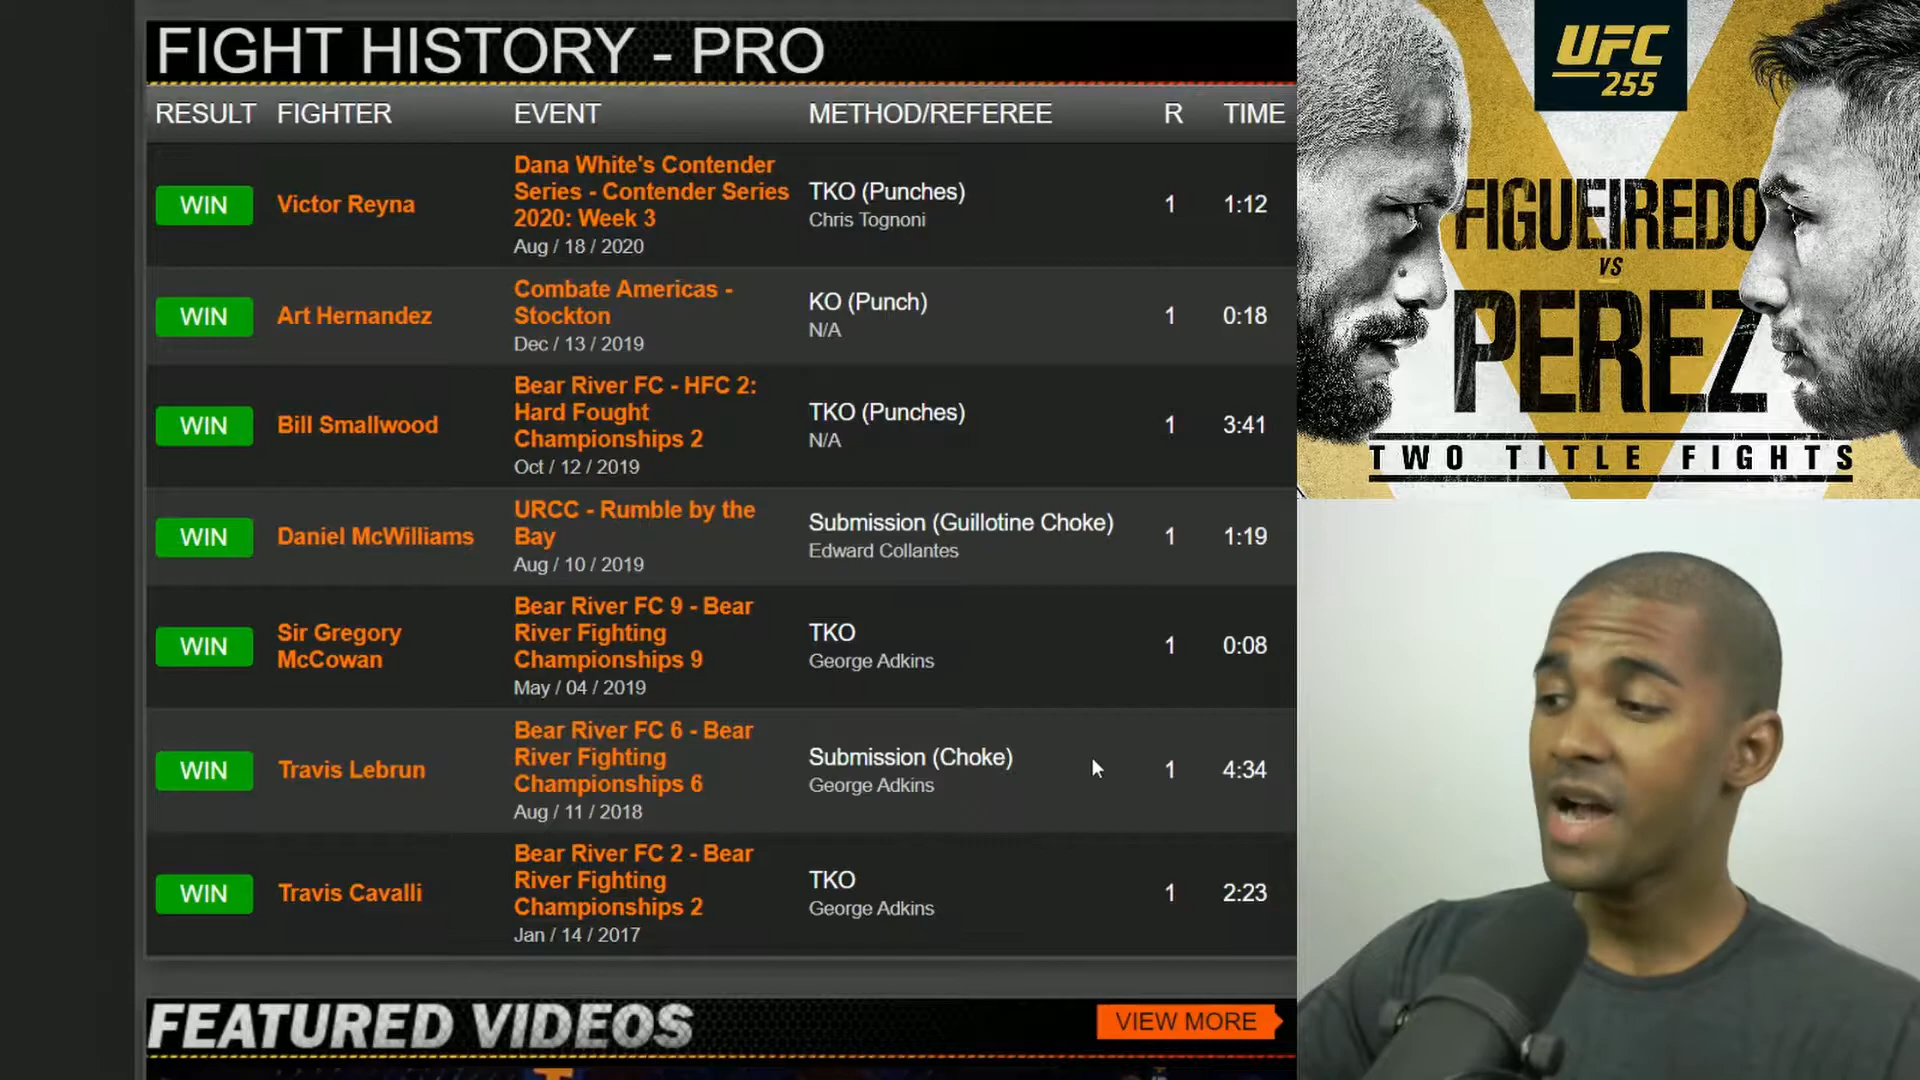 FIGHT HISTORY - PRO
RESULT FIGHTER EVENT METHOD/REFEREE R TIME
WIN Victor Reyna
Dana White's Contender
Series - Contender Series
2020: Week 3
Aug / 18 / 2020
TKO (Punches)
Chris Tognoni
1 1:12
WIN Art Hernandez
Combate Americas -
Stockton
Dec / 13 / 2019
KO (Punch)
N/A
1 0:18
WIN Bill Smallwood
Bear River FC - HFC 2:
Hard Fought
Championships 2
Oct / 12 / 2019
TKO (Punches)
N/A
1 3:41
WIN Daniel McWilliams
URCC - Rumble by the
Bay
Aug / 10 / 2019
Submission (Guillotine Choke)
Edward Collantes
1 1:19
WIN Sir Gregory
McCowan
Bear River FC 9 - Bear
River Fighting
Championships 9
May / 04 / 2019
TKO
George Adkins
1 0:08
WIN Travis Lebrun
Bear River FC 6 - Bear
River Fighting
Championships 6
Aug / 11 / 2018
Submission (Choke)
George Adkins
1 4:34
WIN Travis Cavalli
Bear River FC 2 - Bear
River Fighting
Championships 2
Jan / 14 / 2017
TKO
George Adkins
1 2:23
FEATURED VIDEOS
VIEW MORE
UFC
255
FIGUEIREDO
VS
PEREZ
TWO TITLE FIGHTS